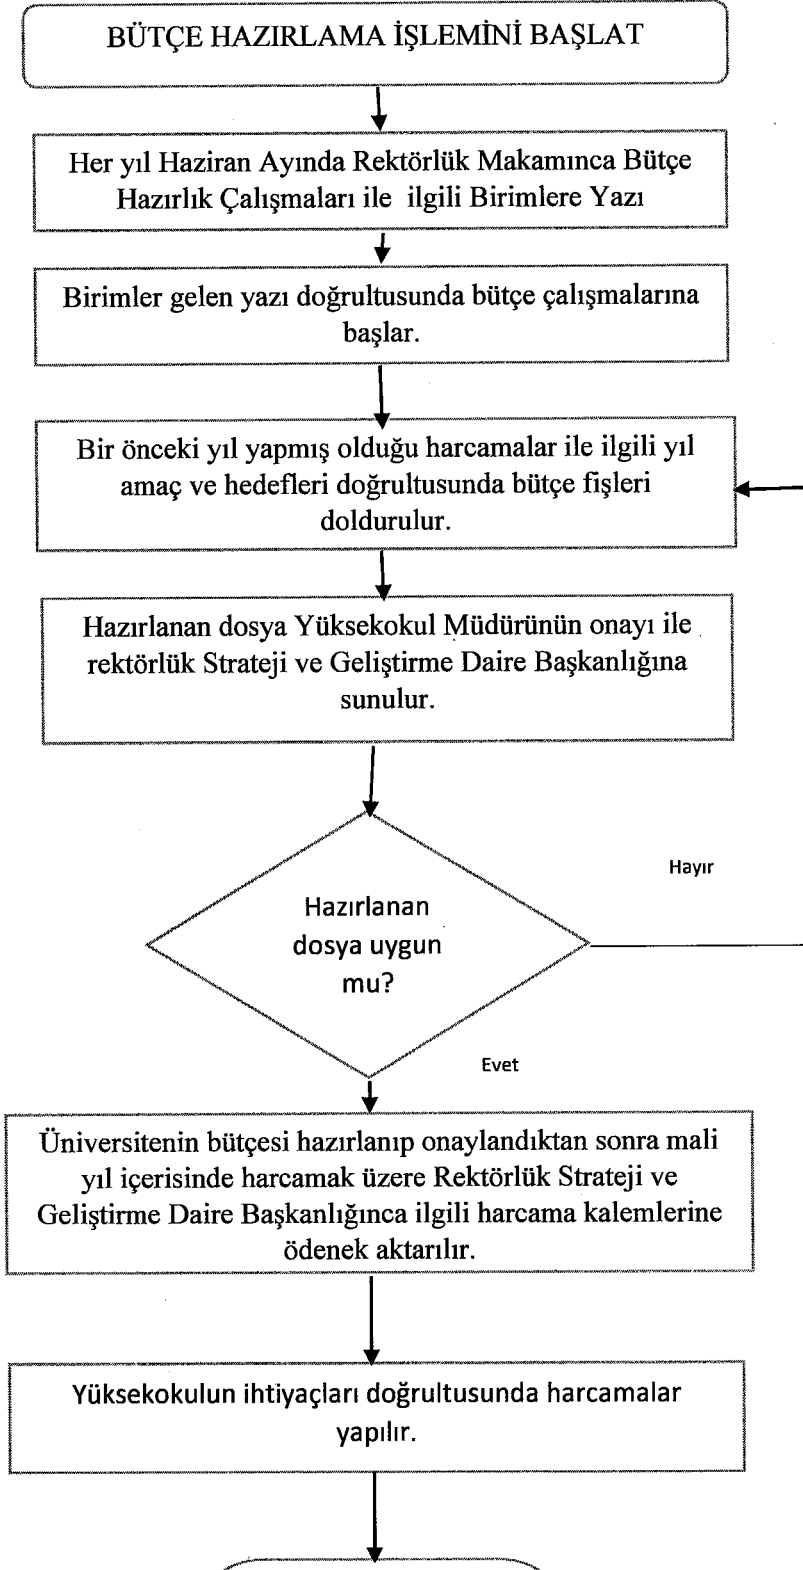 BÜTÇE HAZIRLAMA İŞLEMİNİ BAŞLAT
Her yıl Haziran Ayında Rektörlük Makamınca Bütçe
Hazırlık Çalışmaları ile ilgili Birimlere Yazı
Birimler gelen yazı doğrultusunda bütçe çalışmalarına
başlar.
Bir önceki yıl yapmış olduğu harcamalar ile ilgili yıl
amaç ve hedefleri doğrultusunda bütçe fişleri
doldurulur.
Hazırlanan dosya Yüksekokul Müdürünün onayı ile
rektörlük Strateji ve Geliştirme Daire Başkanlığına
sunulur.
Hayır
Hazırlanan
dosya uygun
mu?
Evet
Üniversitenin bütçesi hazırlanıp onaylandıktan sonra mali
yıl içerisinde harcamak üzere Rektörlük Strateji ve
Geliştirme Daire Başkanlığınca ilgili harcama kalemlerine
ödenek aktarılır.
Yüksekokulun ihtiyaçları doğrultusunda harcamalar
yapılır.